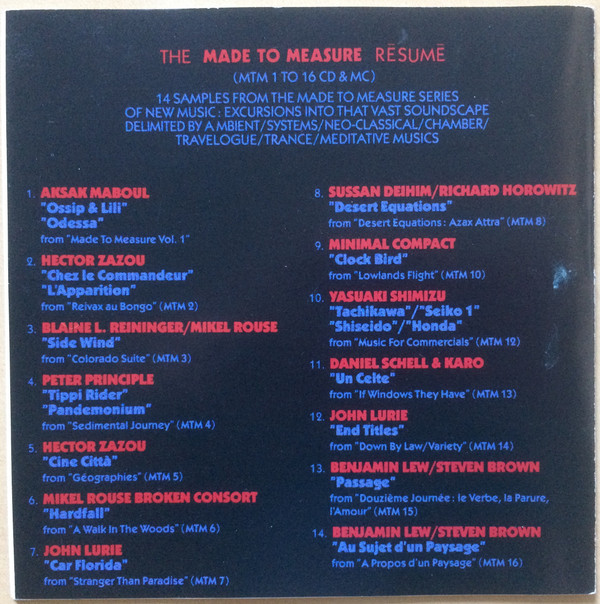 THE MADE TO MEASURE RĒSUMĒ
(MTM 1 TO 16 CD & MC)
14 SAMPLES FROM THE MADE TO MEASURE SERIES
OF NEW MUSIC: EXCURSIONS INTO THAT VAST SOUNDSCAPE
DELIMITED BY AMBIENT/SYSTEMS/NEO-CLASSICAL/CHAMBER/
TRAVELOGUE/TRANCE/MEDITATIVE MUSICS
1. AKSAK MABOUL
"Ossip & Lili"
"Odessa"
from "Made To Measure Vol. 1"
2. HECTOR ZAZOU
"Chez le Commandeur"
"L'Apparition"
from "Reivax au Bongo" (MTM 2)
3. BLAINE L. REININGER/MIKEL ROUSE
"Side Wind"
from "Colorado Suite" (MTM 3)
4. PETER PRINCIPLE
"Tippi Rider"
"Pandemonium"
from "Sedimental Journey" (MTM 4)
5. HECTOR ZAZOU
"Cine Città"
from "Géographies" (MTM 5)
6. MIKEL ROUSE BROKEN CONSORT
"Hardfall"
from "A Walk In The Woods" (MTM 6)
7. JOHN LURIE
"Car Florida"
from "Stranger Than Paradise" (MTM 7)
8. SUSSAN DEIHIM/RICHARD HOROWITZ
"Desert Equations"
from "Desert Equations: Azax Attra" (MTM 8)
9. MINIMAL COMPACT
"Clock Bird"
from "Lowlands Flight" (MTM 10)
10. YASUAKI SHIMIZU
"Tachikawa"/"Seiko 1"
"Shiseido"/"Honda"
from "Music For Commercials" (MTM 12)
11. DANIEL SCHELL & KARO
"Un Celte"
from "If Windows They Have" (MTM 13)
12. JOHN LURIE
"End Titles"
from "Down By Law/Variety" (MTM 14)
13. BENJAMIN LEW/STEVEN BROWN
"Passage"
from "Douzième Journée: le Verbe, la Parure,
l'Amour" (MTM 15)
14. BENJAMIN LEW/STEVEN BROWN
"Au Sujet d'un Paysage"
from "A Propos d'un Paysage" (MTM 16)